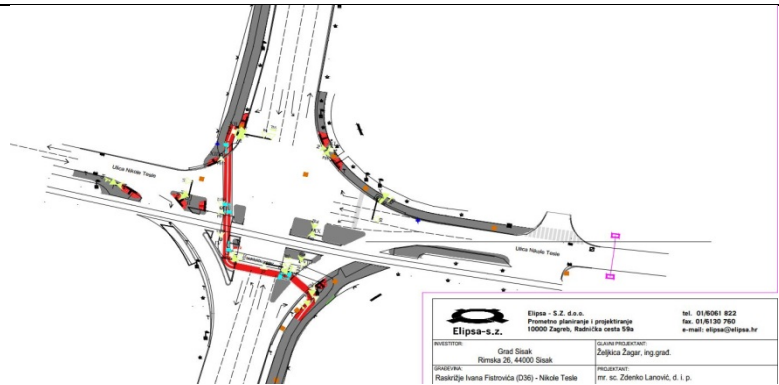 Ulica Nikole Tesle
Ulica Nikole Tesle
Elipsa-s.z.
Elipsa - S.Z. d.o.o.
Prometno planiranje i projektiranje
10000 Zagreb, Radnička cesta 59a
tel. 01/6061 822
fax. 01/6130 760
e-mail: elipsa@elipsa.hr
INVESTITOR:
Grad Sisak
Rimska 26, 44000 Sisak
GLAVNI PROJEKTANT:
Željkica Žagar, ing.građ.
GRAĐEVINA:
Raskrižje Ivana Fistrovića (D36) - Nikole Tesle
PROJEKTANT:
mr. sc. Zdenko Lanović, d. i. p.